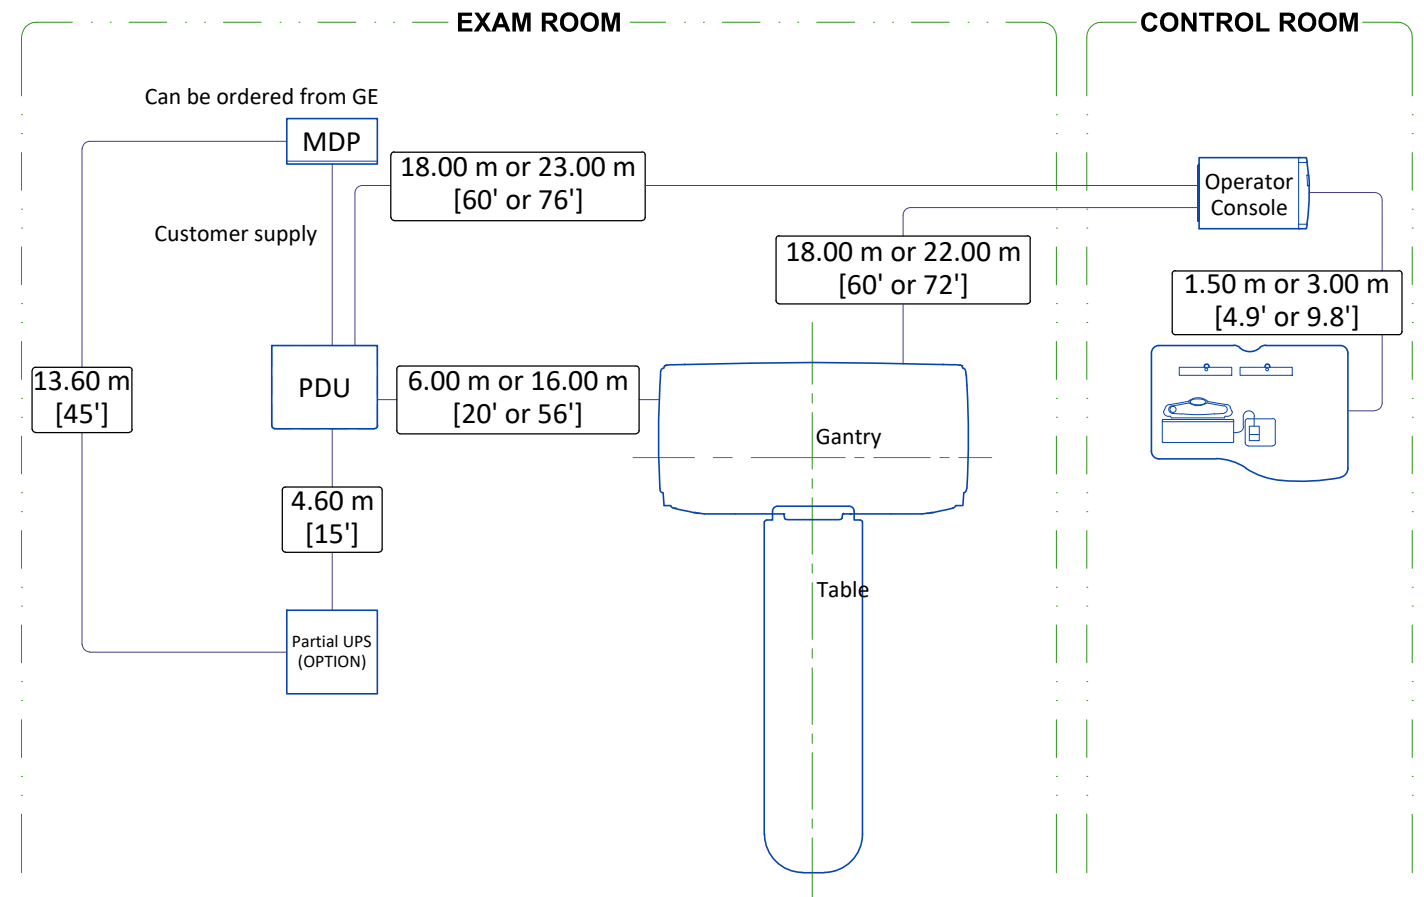 EXAM ROOM
CONTROL ROOM
Can be ordered from GE
MDP
18.00 m or 23.00 m
[60' or 76']
Operator
Console
Customer supply
18.00 m or 22.00 m
[60' or 72']
1.50 m or 3.00 m
[4.9' or 9.8']
13.60 m
[45']
PDU
6.00 m or 16.00 m
[20' or 56']
Gantry
4.60 m
[15']
Table
Partial UPS
(OPTION)